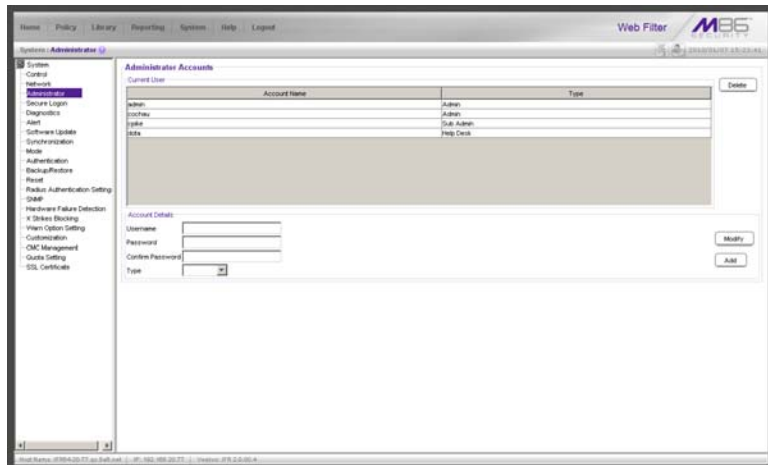 Home Policy Library Reporting System Help Logout
Web Filter
M86
SECURITY
System : Administrator
System
Control
Network
Administrator
Secure Logon
Diagnostics
Alert
Software Update
Synchronization
Mode
Authentication
Backup/Restore
Reset
Radius Authentication Setting
SNMP
Hardware Failure Detection
X Strikes Blocking
Warn Option Setting
Customization
CMC Management
Quota Setting
SSL Certificate
Administrator Accounts
Current User
Account Name Type
admin Admin
cochau Admin
Sub Admin
Help Desk
Delete
Account Details
Username
Password
Confirm Password
Type
Modify
Add